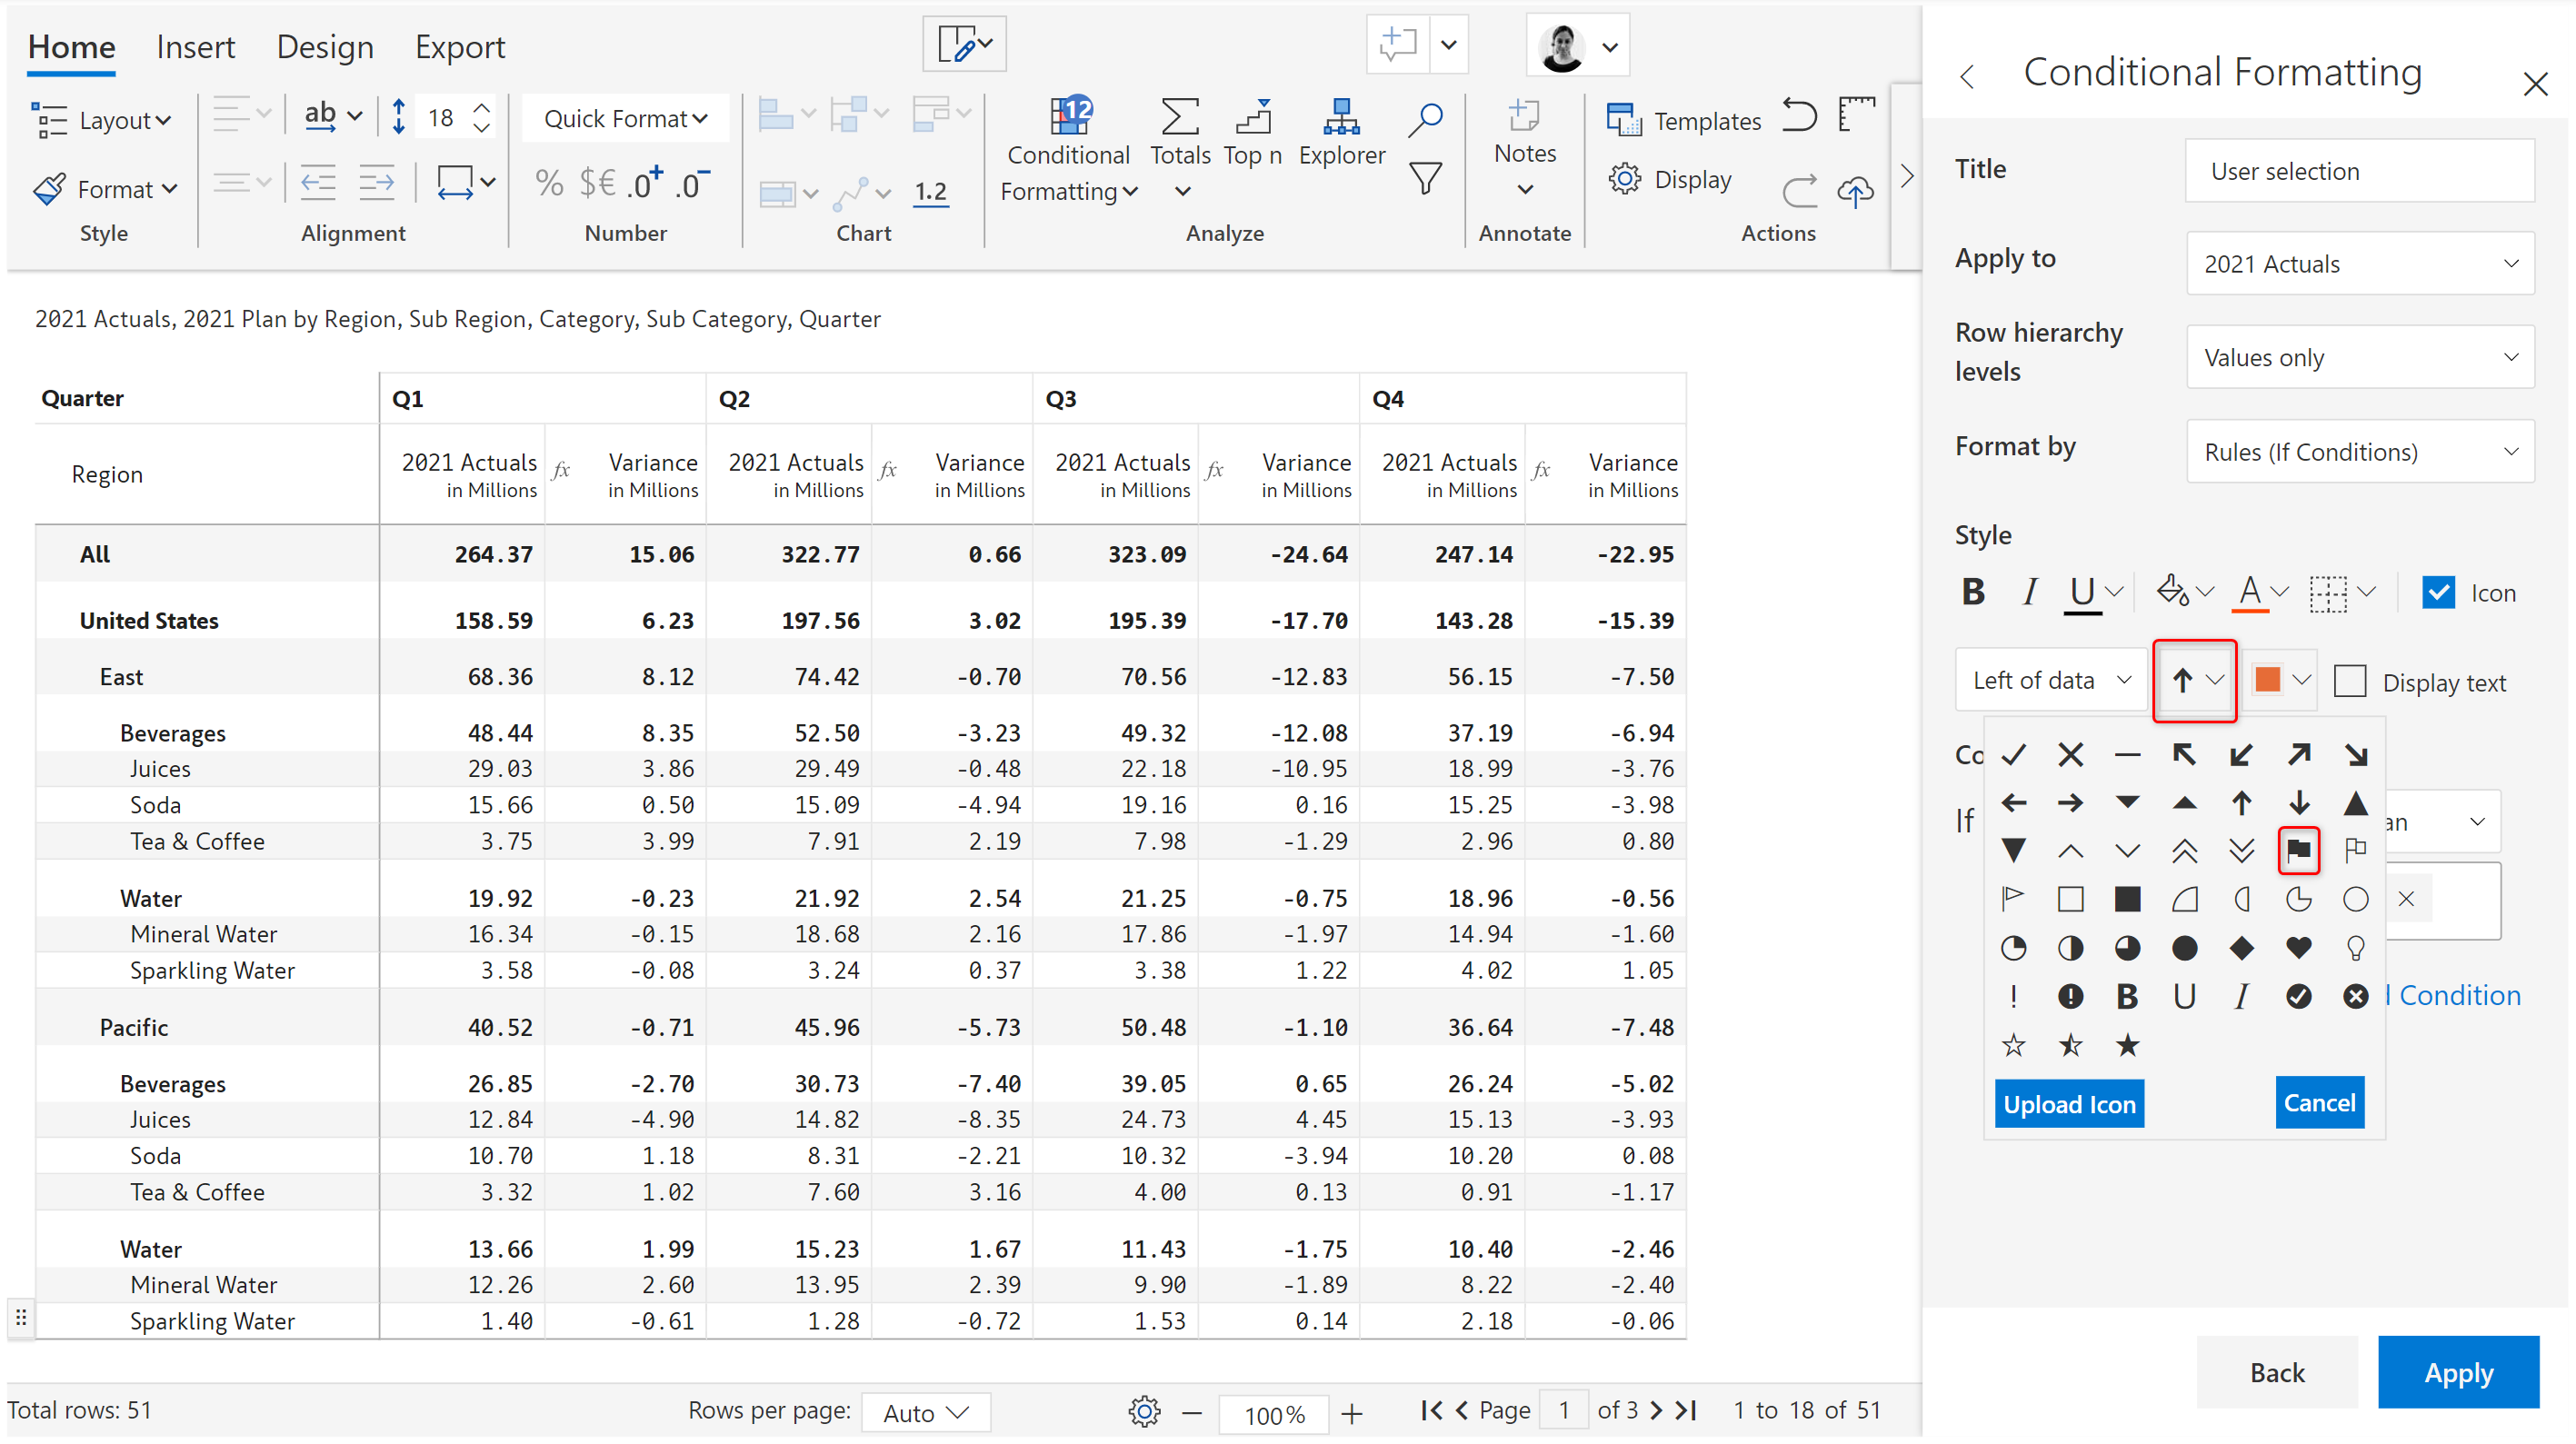 Home Insert Design Export
Layout ab 18 Quick Format 12 Templates
Format % $€ .0+ .0- 1.2 Conditional Formatting Totals Top n Explorer Notes Display
Style Alignment Number Chart Analyze Annotate Actions
2021 Actuals, 2021 Plan by Region, Sub Region, Category, Sub Category, Quarter
Quarter Q1 Q2 Q3 Q4
Region 2021 Actuals fx Variance 2021 Actuals fx Variance 2021 Actuals fx Variance 2021 Actuals fx Variance
in Millions in Millions in Millions in Millions in Millions in Millions in Millions in Millions
All 264.37 15.06 322.77 0.66 323.09 -24.64 247.14 -22.95
United States 158.59 6.23 197.56 3.02 195.39 -17.70 143.28 -15.39
East 68.36 8.12 74.42 -0.70 70.56 -12.83 56.15 -7.50
Beverages 48.44 8.35 52.50 -3.23 49.32 -12.08 37.19 -6.94
Juices 29.03 3.86 29.49 -0.48 22.18 -10.95 18.99 -3.76
Soda 15.66 0.50 15.09 -4.94 19.16 0.16 15.25 -3.98
Tea & Coffee 3.75 3.99 7.91 2.19 7.98 -1.29 2.96 0.80
Water 19.92 -0.23 21.92 2.54 21.25 -0.75 18.96 -0.56
Mineral Water 16.34 -0.15 18.68 2.16 17.86 -1.97 14.94 -1.60
Sparkling Water 3.58 -0.08 3.24 0.37 3.38 1.22 4.02 1.05
Pacific 40.52 -0.71 45.96 -5.73 50.48 -1.10 36.64 -7.48
Beverages 26.85 -2.70 30.73 -7.40 39.05 0.65 26.24 -5.02
Juices 12.84 -4.90 14.82 -8.35 24.73 4.45 15.13 -3.93
Soda 10.70 1.18 8.31 -2.21 10.32 -3.94 10.20 0.08
Tea & Coffee 3.32 1.02 7.60 3.16 4.00 0.13 0.91 -1.17
Water 13.66 1.99 15.23 1.67 11.43 -1.75 10.40 -2.46
Mineral Water 12.26 2.60 13.95 2.39 9.90 -1.89 8.22 -2.40
Sparkling Water 1.40 -0.61 1.28 -0.72 1.53 0.14 2.18 -0.06
Total rows: 51 Rows per page: Auto 100% Page 1 of 3 1 to 18 of 51
Conditional Formatting
Title User selection
Apply to 2021 Actuals
Row hierarchy levels Values only
Format by Rules (If Conditions)
Style
B I U A Icon
Left of data Display text
Co
If an
! B U I Condition
Upload Icon Cancel
Back Apply